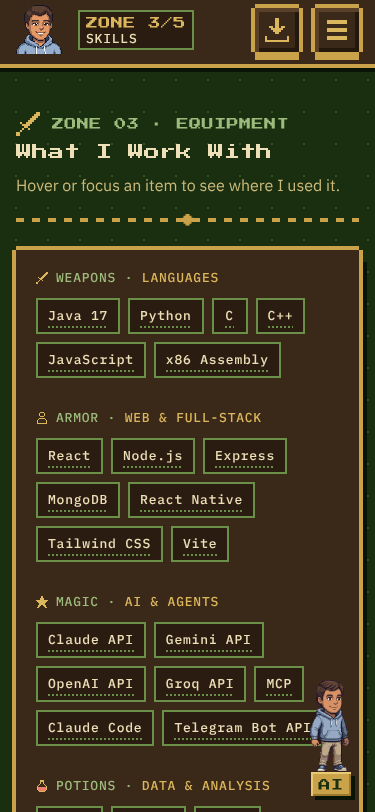 ZONE 3/5
SKILLS
ZONE 03 · EQUIPMENT
What I Work With
Hover or focus an item to see where I used it.
WEAPONS · LANGUAGES
Java 17 Python C C++
JavaScript x86 Assembly
ARMOR · WEB & FULL-STACK
React Node.js Express
MongoDB React Native
Tailwind CSS Vite
MAGIC · AI & AGENTS
Claude API Gemini API
OpenAI API Groq API MCP
Claude Code Telegram Bot API
POTIONS · DATA & ANALYSIS
AI